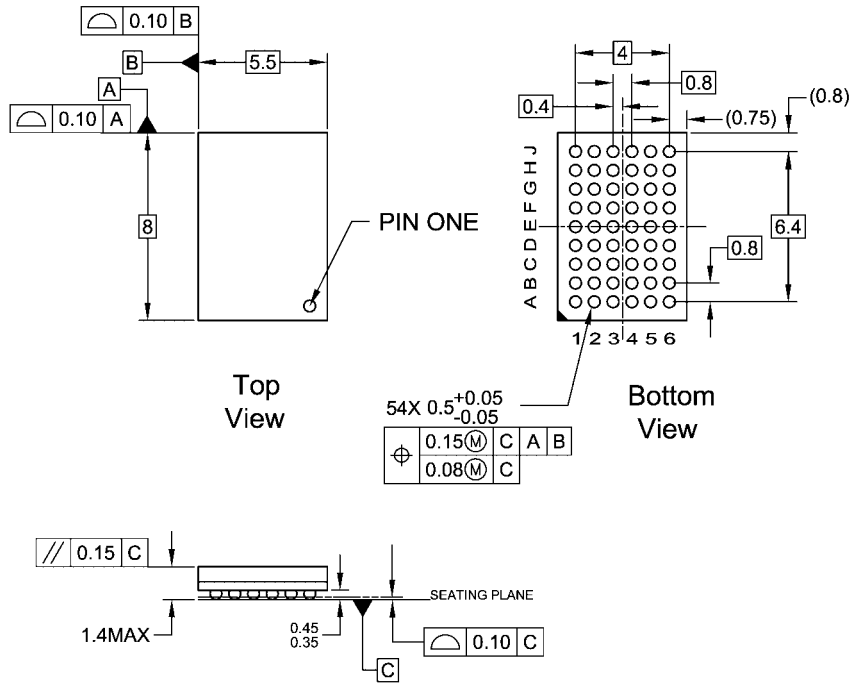 0.10 B
B
5.5
A
0.10 A
8
PIN ONE
Top
View
4
0.8
0.4
(0.8)
(0.75)
J
H
G
F
E
D
C
B
A
6.4
0.8
1 2 3 4 5 6
Bottom
View
54X 0.5 +0.05
-0.05
0.15 Ⓜ C A B
0.08 Ⓜ C
// 0.15 C
SEATING PLANE
1.4MAX
0.45
0.35
0.10 C
C